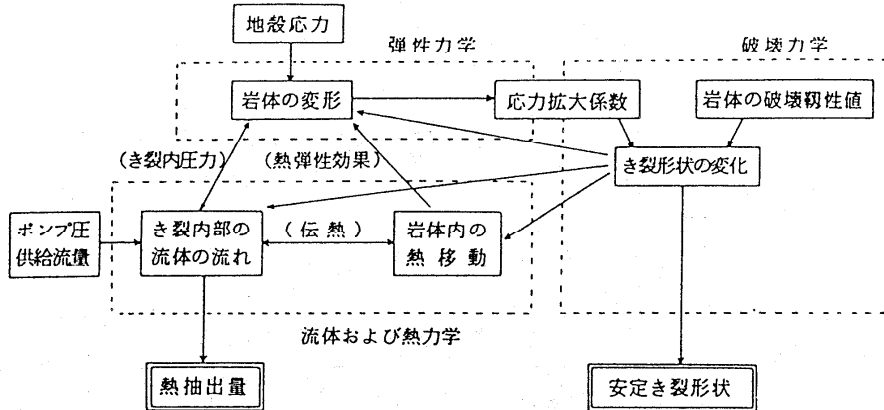 地殻応力
弾性力学
破壊力学
岩体の変形
応力拡大係数
岩体の破壊靱性値
(き裂内圧力)
(熱弾性効果)
き裂形状の変化
ポンプ圧
供給流量
き裂内部の
流体の流れ
(伝熱)
岩体内の
熱移動
流体および熱力学
熱抽出量
安定き裂形状